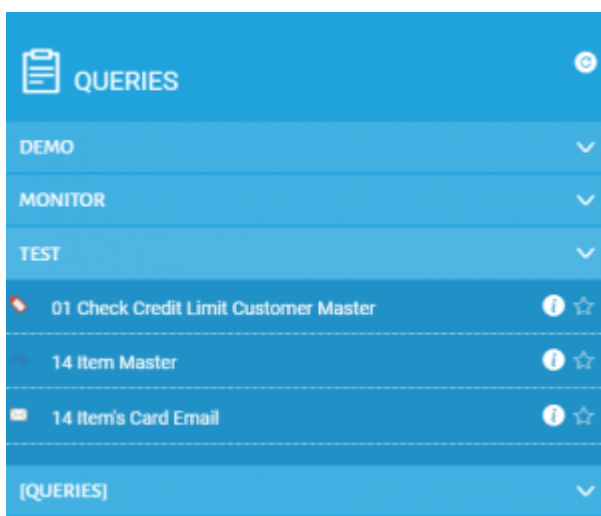 QUERIES
DEMO
MONITOR
TEST
01 Check Credit Limit Customer Master
14 Item Master
14 Item's Card Email
[QUERIES]